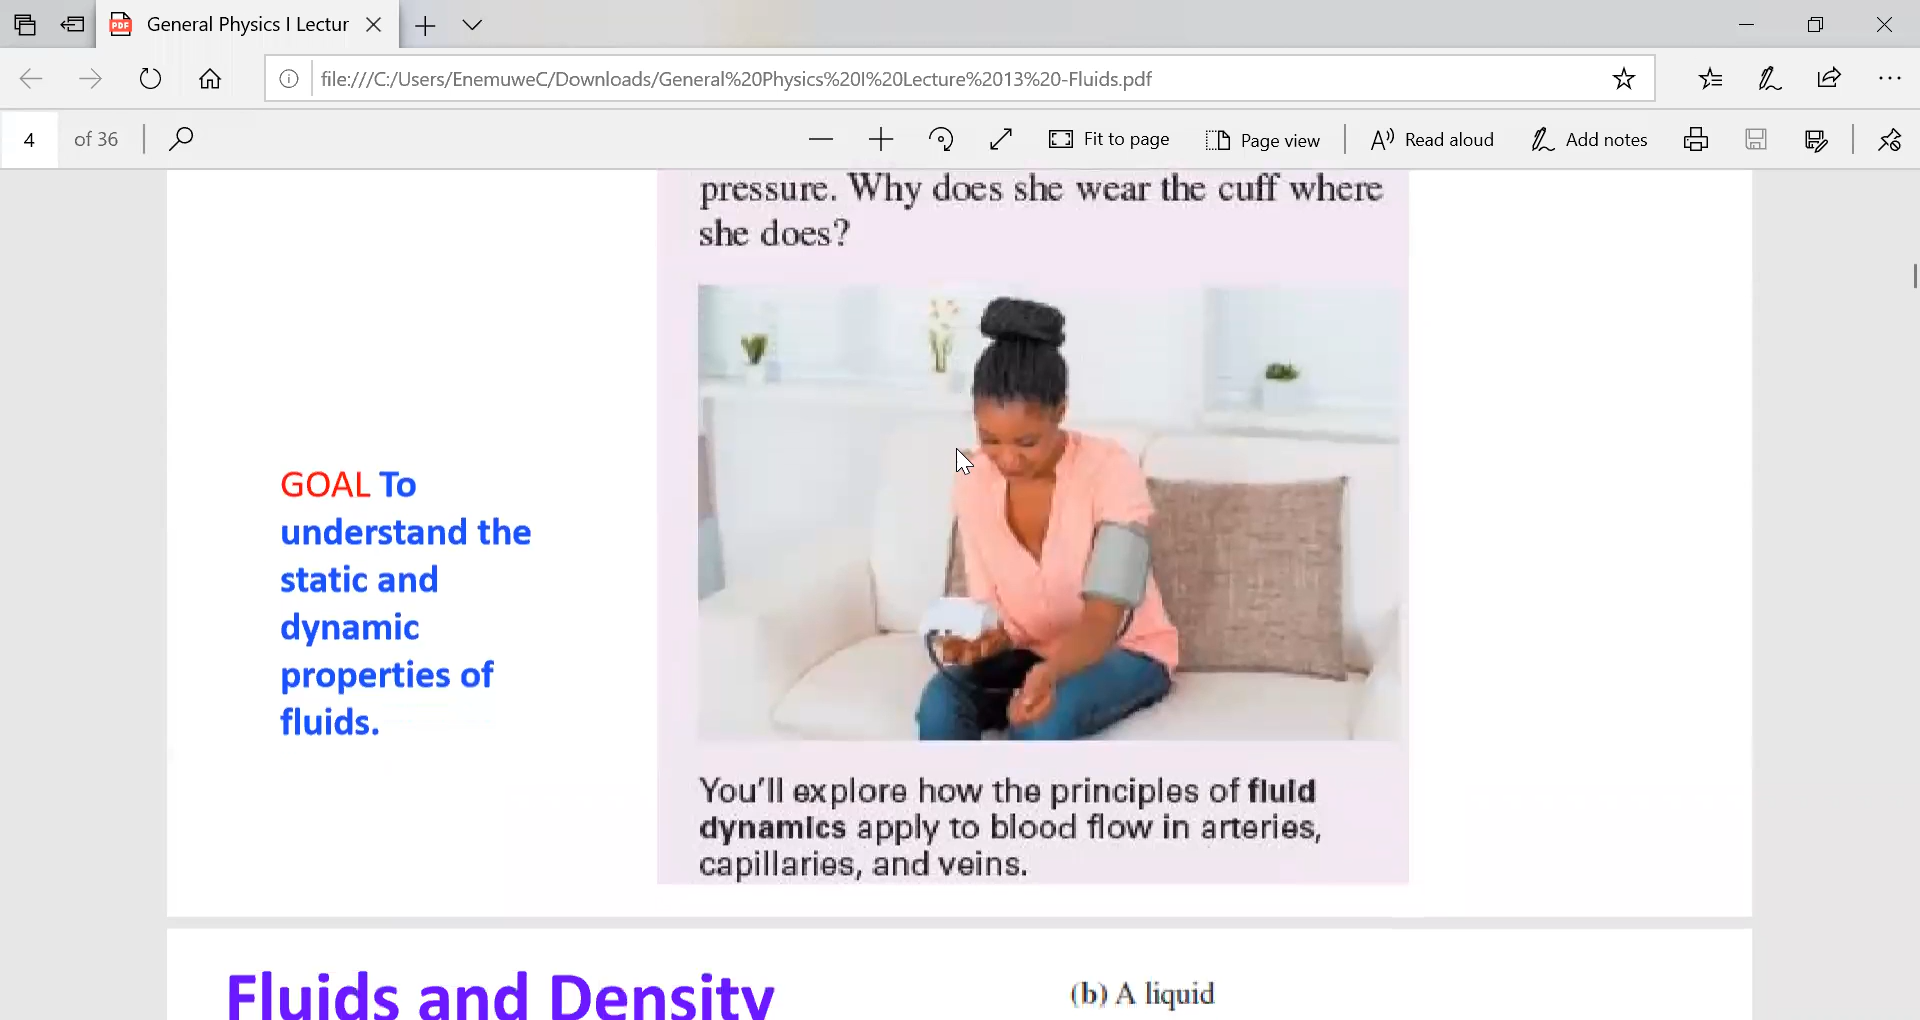 General Physics I Lectur
file:///C:/Users/EnemuweC/Downloads/General%20Physics%20I%20Lecture%2013%20-Fluids.pdf
4 of 36
Fit to page
Page view
Read aloud
Add notes
pressure. Why does she wear the cuff where
she does?
GOAL To
understand the
static and
dynamic
properties of
fluids.
You'll explore how the principles of fluid
dynamics apply to blood flow in arteries,
capillaries, and veins.
Fluids and Density
(b) A liquid